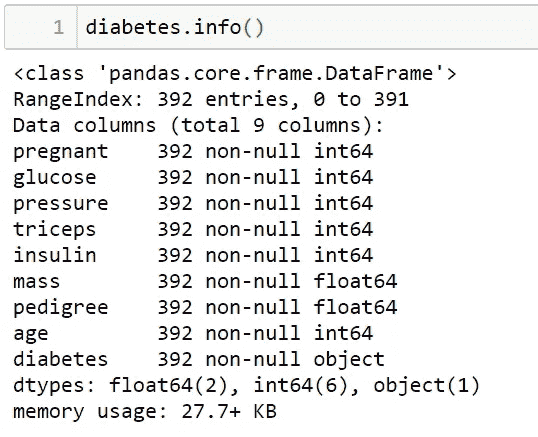 1 diabetes.info()
<class 'pandas.core.frame.DataFrame'>
RangeIndex: 392 entries, 0 to 391
Data columns (total 9 columns):
pregnant    392 non-null int64
glucose     392 non-null int64
pressure    392 non-null int64
triceps     392 non-null int64
insulin     392 non-null int64
mass        392 non-null float64
pedigree    392 non-null float64
age         392 non-null int64
diabetes    392 non-null object
dtypes: float64(2), int64(6), object(1)
memory usage: 27.7+ KB